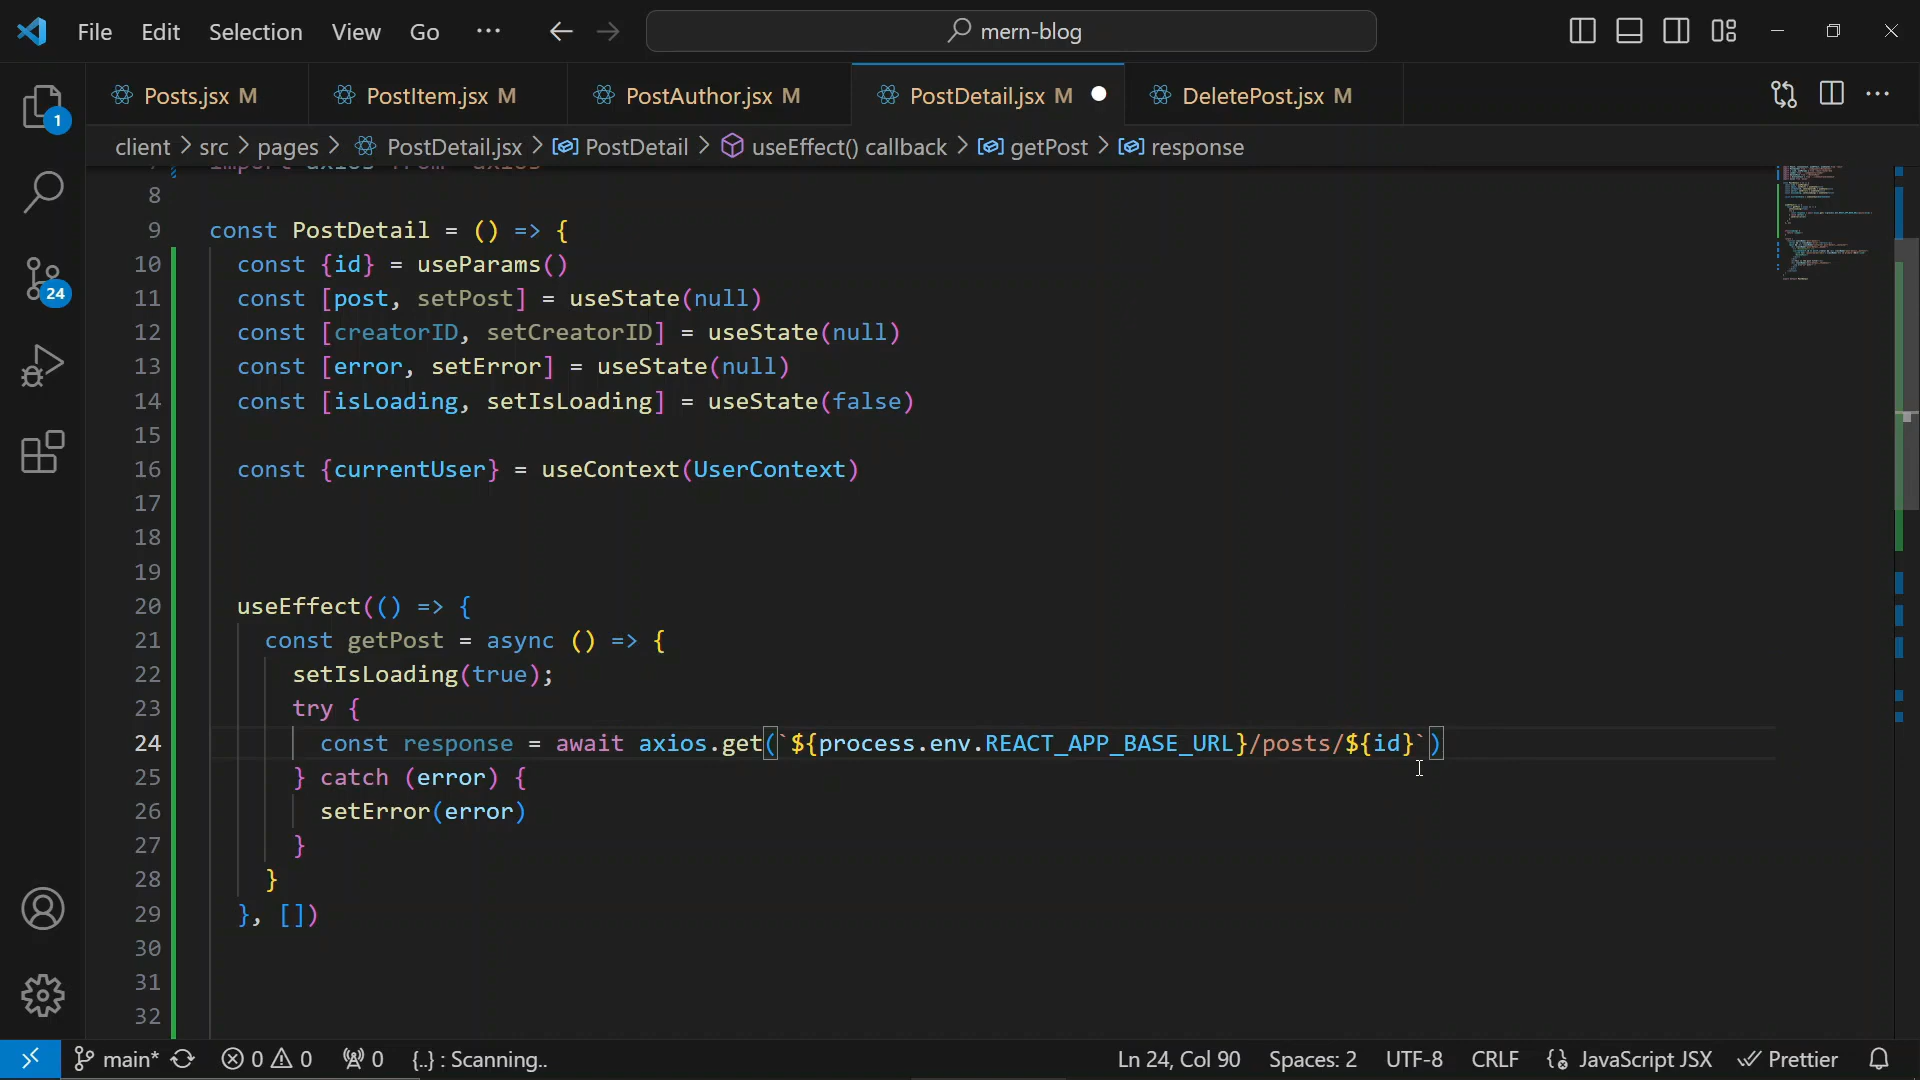 File Edit Selection View Go ··· mern-blog
Posts.jsx M PostItem.jsx M PostAuthor.jsx M PostDetail.jsx M DeletePost.jsx M
client > src > pages > PostDetail.jsx > PostDetail > useEffect() callback > getPost > response
8
9 const PostDetail = () => {
10 const {id} = useParams()
11 const [post, setPost] = useState(null)
12 const [creatorID, setCreatorID] = useState(null)
13 const [error, setError] = useState(null)
14 const [isLoading, setIsLoading] = useState(false)
15
16 const {currentUser} = useContext(UserContext)
17
18
19
20 useEffect(() => {
21 const getPost = async () => {
22 setIsLoading(true);
23 try {
24 const response = await axios.get(`${process.env.REACT_APP_BASE_URL}/posts/${id}`)
25 } catch (error) {
26 setError(error)
27 }
28 }
29 }, [])
30
31
32
1
24
main* 0 0 0 {..} : Scanning.. Ln 24, Col 90 Spaces: 2 UTF-8 CRLF JavaScript JSX Prettier